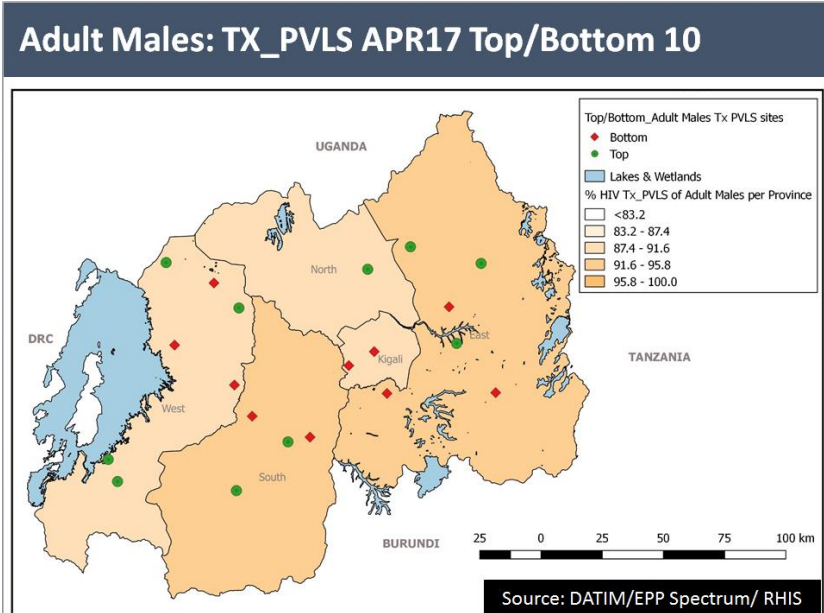 Adult Males: TX_PVLS APR17 Top/Bottom 10
UGANDA
Top/Bottom_Adult Males Tx PVLS sites
Bottom
Top
Lakes & Wetlands
% HIV Tx_PVLS of Adult Males per Province
<83.2
83.2 - 87.4
87.4 - 91.6
91.6 - 95.8
95.8 - 100.0
North
DRC
East
Kigali
TANZANIA
West
South
BURUNDI
25 0 25 50 75 100 km
Source: DATIM/EPP Spectrum/ RHIS